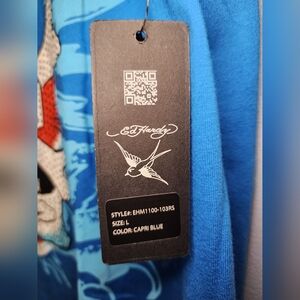 Ed Hardy
STYLE#: EHM1100-103RS
SIZE: L
COLOR: CAPRI BLUE